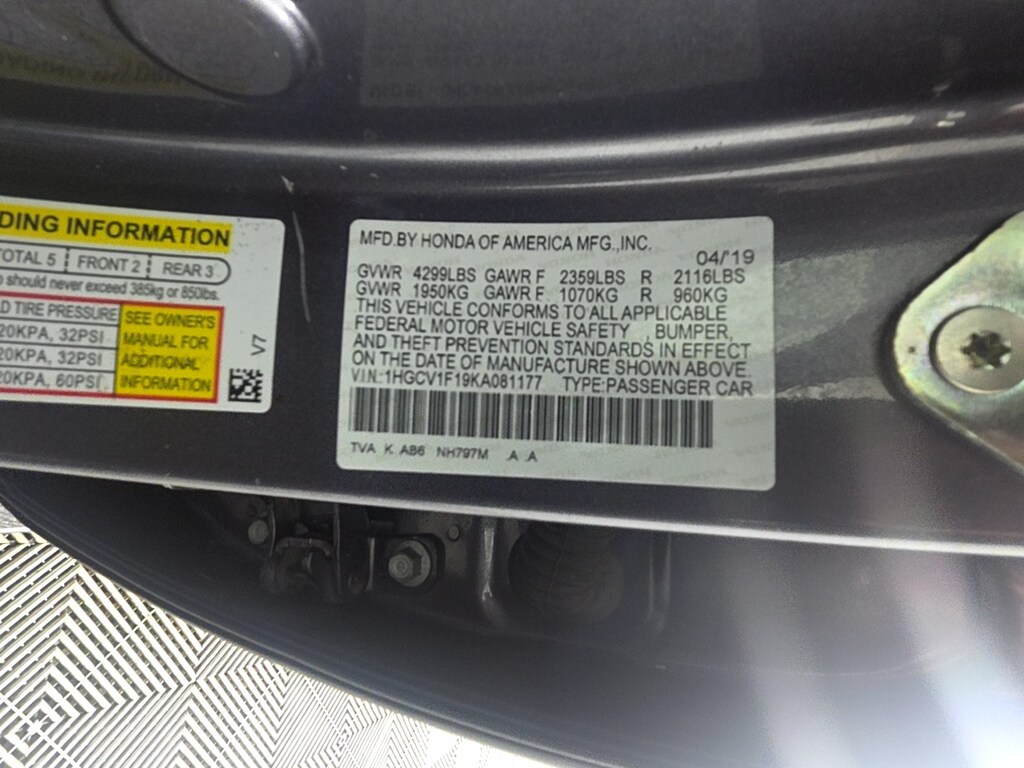 DING INFORMATION
TOTAL 5 FRONT 2 REAR 3
should never exceed 385kg or 850lbs.
TIRE PRESSURE
20KPA, 32PSI
20KPA, 32PSI
20KPA, 60PSI
SEE OWNER'S
MANUAL FOR
ADDITIONAL
INFORMATION
V7
MFD.BY HONDA OF AMERICA MFG.,INC.
04/'19
GVWR 4299LBS GAWR F 2359LBS R 2116LBS
GVWR 1950KG GAWR F 1070KG R 960KG
THIS VEHICLE CONFORMS TO ALL APPLICABLE
FEDERAL MOTOR VEHICLE SAFETY , BUMPER,
AND THEFT PREVENTION STANDARDS IN EFFECT
ON THE DATE OF MANUFACTURE SHOWN ABOVE.
V.I.N.:1HGCV1F19KA081177 TYPE:PASSENGER CAR
TVA K AB6 NH797M .A .A